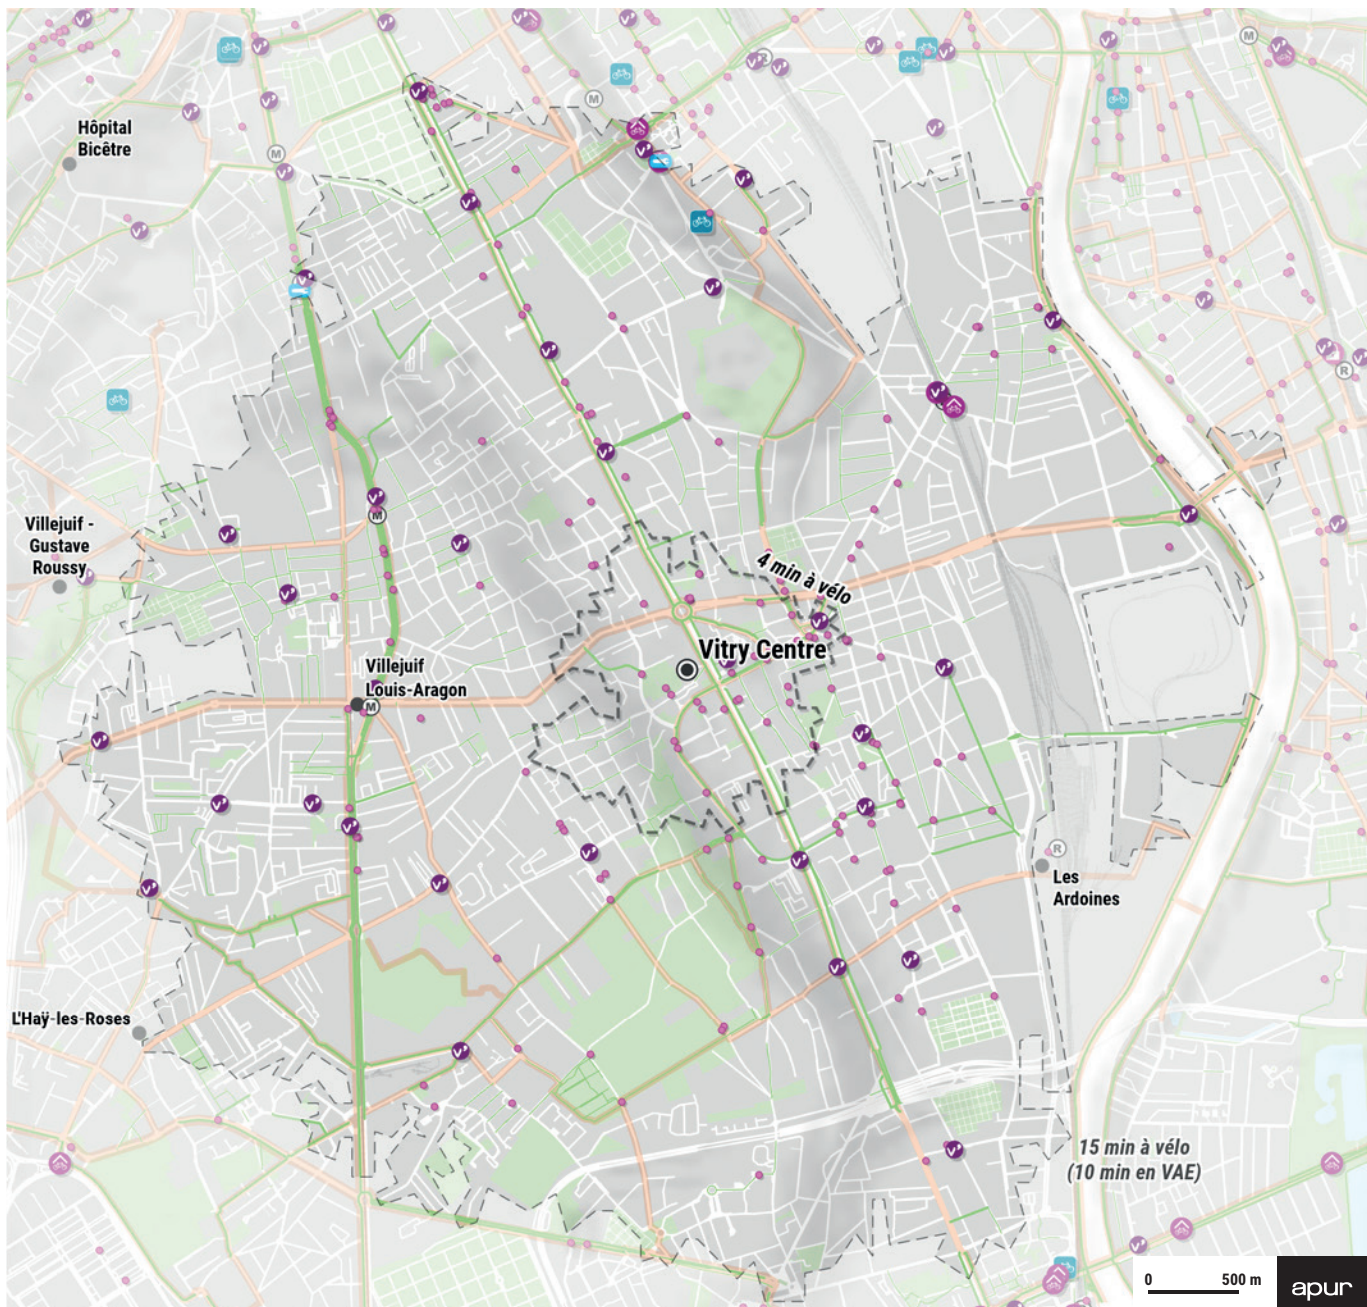 Hôpital
Bicêtre
Villejuif -
Gustave
Roussy
4 min à vélo
Vitry Centre
Villejuif
Louis-Aragon
Les
Ardoines
L'Haÿ-les-Roses
15 min à vélo
(10 min en VAE)
0 500 m
apur
M
M
M
M
M
R
R